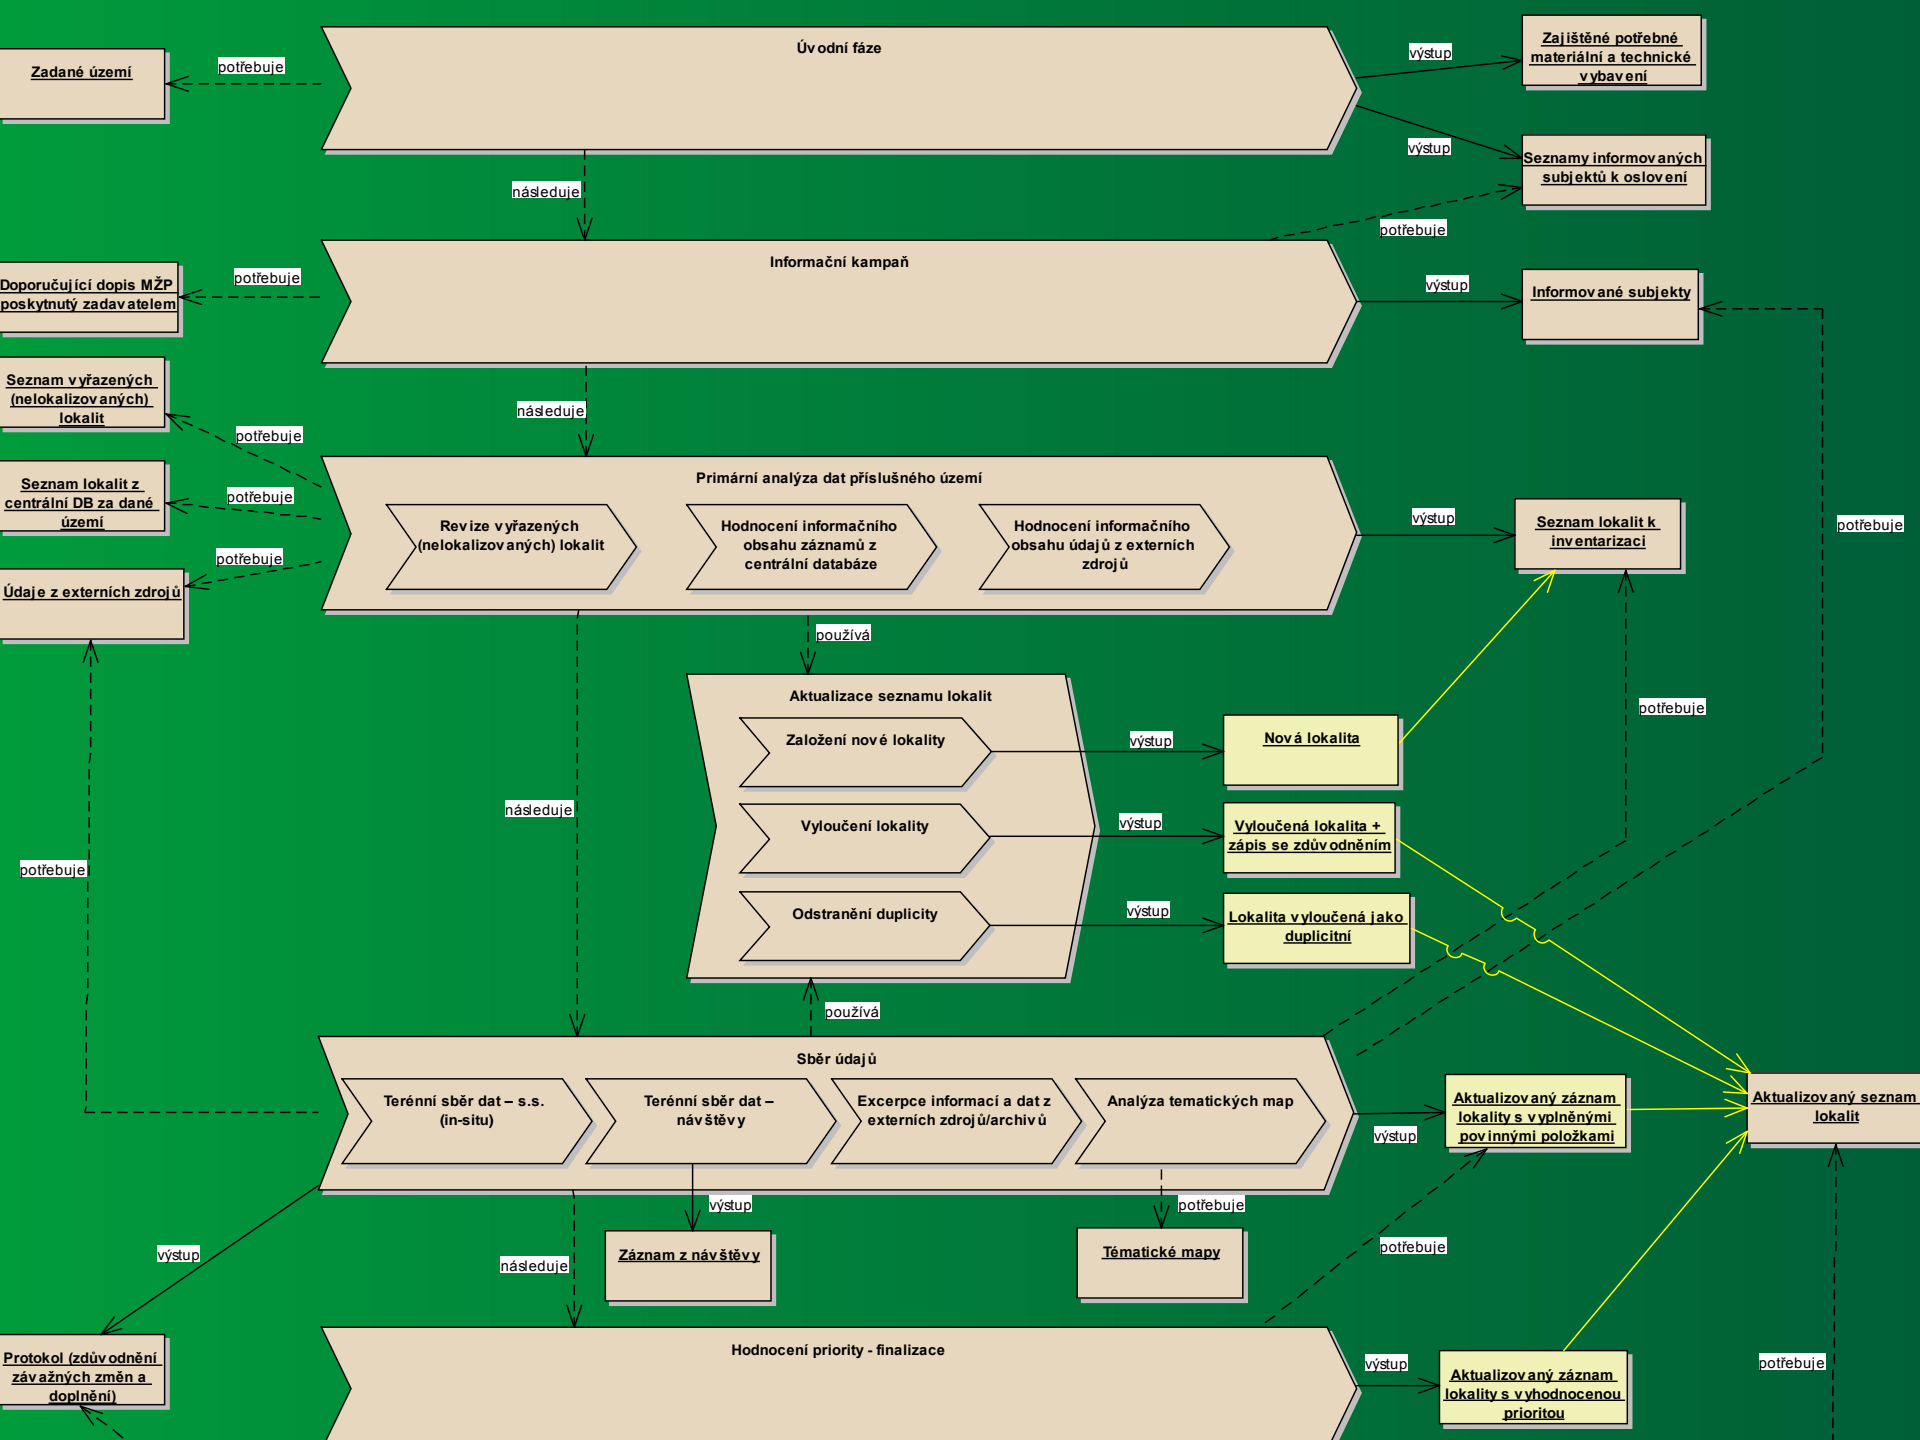 Úvodní fáze
Zadané území
potřebuje
výstup
Zajištěné potřebné
materiální a technické
vybavení
výstup
Seznamy informovaných
subjektů k oslovení
následuje
potřebuje
Informační kampaň
Doporučující dopis MŽP
poskytnutý zadavatelem
potřebuje
výstup
Informované subjekty
Seznam vyřazených
(nelokalizovaných)
lokalit
následuje
potřebuje
Primární analýza dat příslušného území
Seznam lokalit z
centrální DB za dané
území
potřebuje
Revize vyřazených
(nelokalizovaných) lokalit
Hodnocení informačního
obsahu záznamů z
centrální databáze
Hodnocení informačního
obsahu údajů z externích
zdrojů
výstup
Seznam lokalit k
inventarizaci
potřebuje
potřebuje
Údaje z externích zdrojů
používá
Aktualizace seznamu lokalit
potřebuje
Založení nové lokality
výstup
Nová lokalita
následuje
Vyloučení lokality
výstup
Vyloučená lokalita +
zápis se zdůvodněním
potřebuje
Odstranění duplicity
výstup
Lokalita vyloučená jako
duplicitní
používá
Sběr údajů
Terénní sběr dat – s.s.
(in-situ)
Terénní sběr dat –
návštěvy
Excerpce informací a dat z
externích zdrojů/archivů
Analýza tematických map
výstup
Aktualizovaný záznam
lokality s vyplněnými
povinnými položkami
Aktualizovaný seznam
lokalit
výstup
potřebuje
výstup
následuje
Záznam z návštěvy
Tématické mapy
potřebuje
Protokol (zdůvodnění
závažných změn a
doplnění)
Hodnocení priority - finalizace
výstup
Aktualizovaný záznam
lokality s vyhodnocenou
prioritou
potřebuje